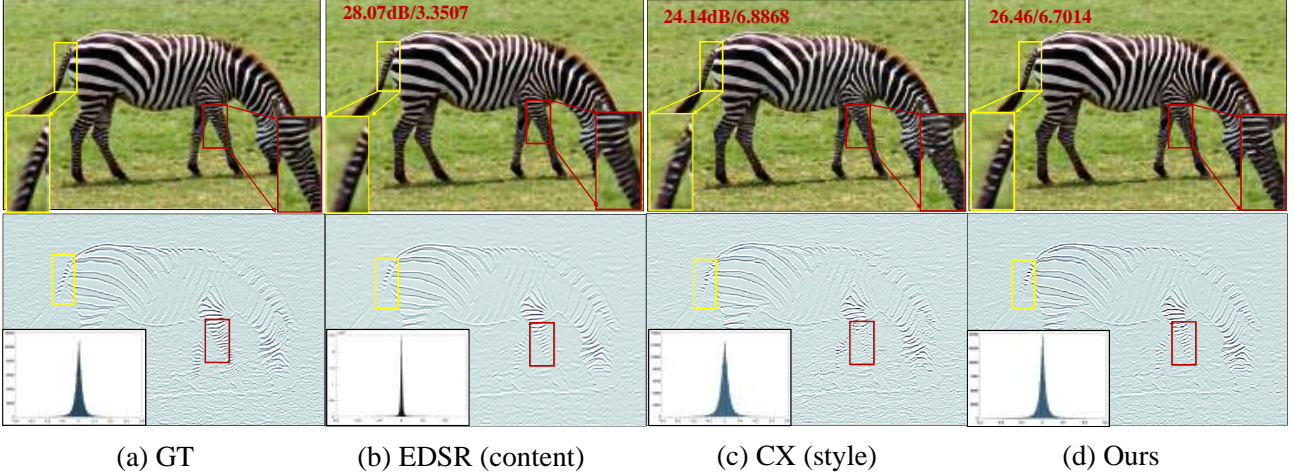 28.07dB/3.3507
24.14dB/6.8868
26.46/6.7014
(a) GT
(b) EDSR (content)
(c) CX (style)
(d) Ours